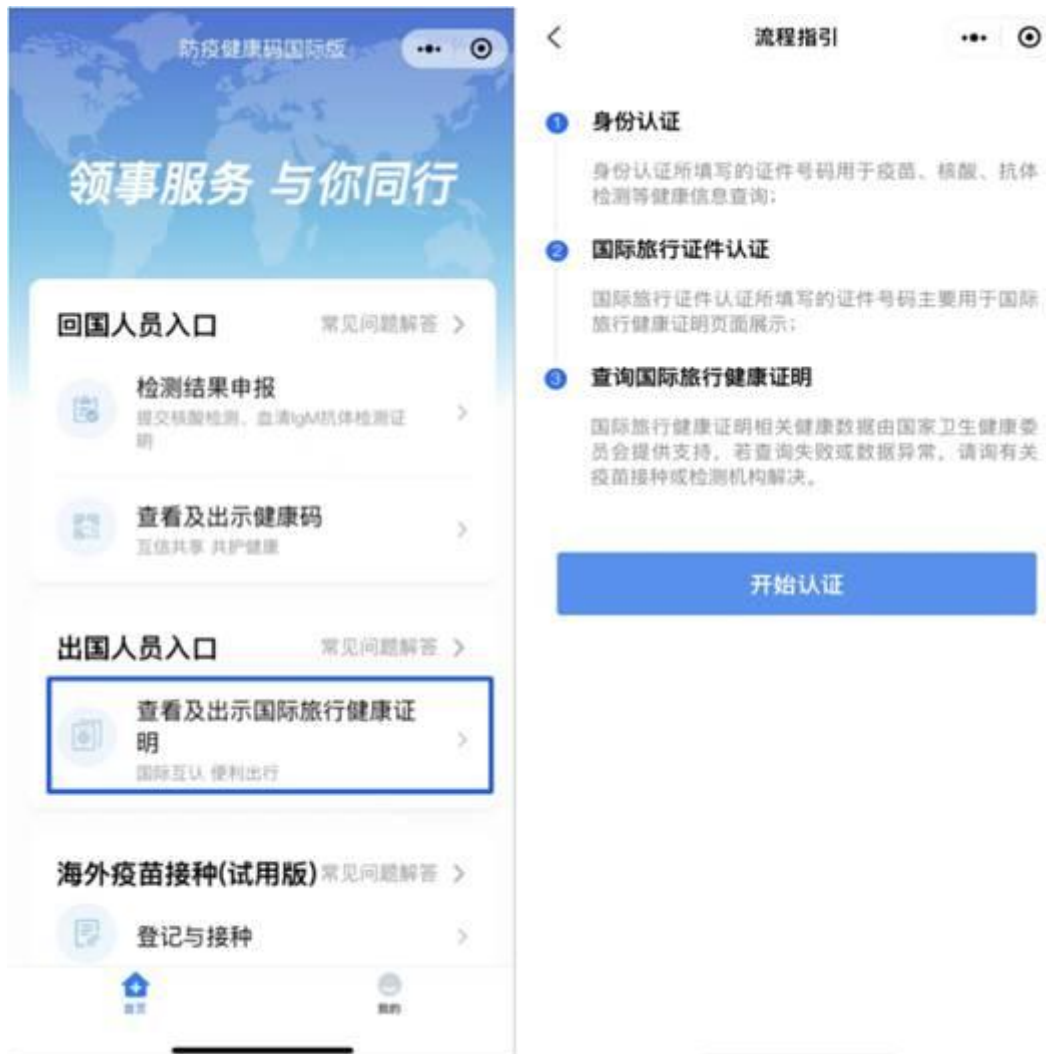 防疫健康码国际版
领事服务 与你同行
回国人员入口
常见问题解答
检测结果申报
提交核酸检测、血清IgM抗体检测证
明
查看及出示健康码
互信共享 共护健康
出国人员入口
常见问题解答
查看及出示国际旅行健康证
明
国际互认 便利出行
海外疫苗接种(试用版)
常见问题解答
登记与接种
首页
我的
流程指引
1
身份认证
身份认证所填写的证件号码用于疫苗、核酸、抗体
检测等健康信息查询;
2
国际旅行证件认证
国际旅行证件认证所填写的证件号码主要用于国际
旅行健康证明页面展示;
3
查询国际旅行健康证明
国际旅行健康证明相关健康数据由国家卫生健康委
员会提供支持,若查询失败或数据异常,请询有关
疫苗接种或检测机构解决。
开始认证